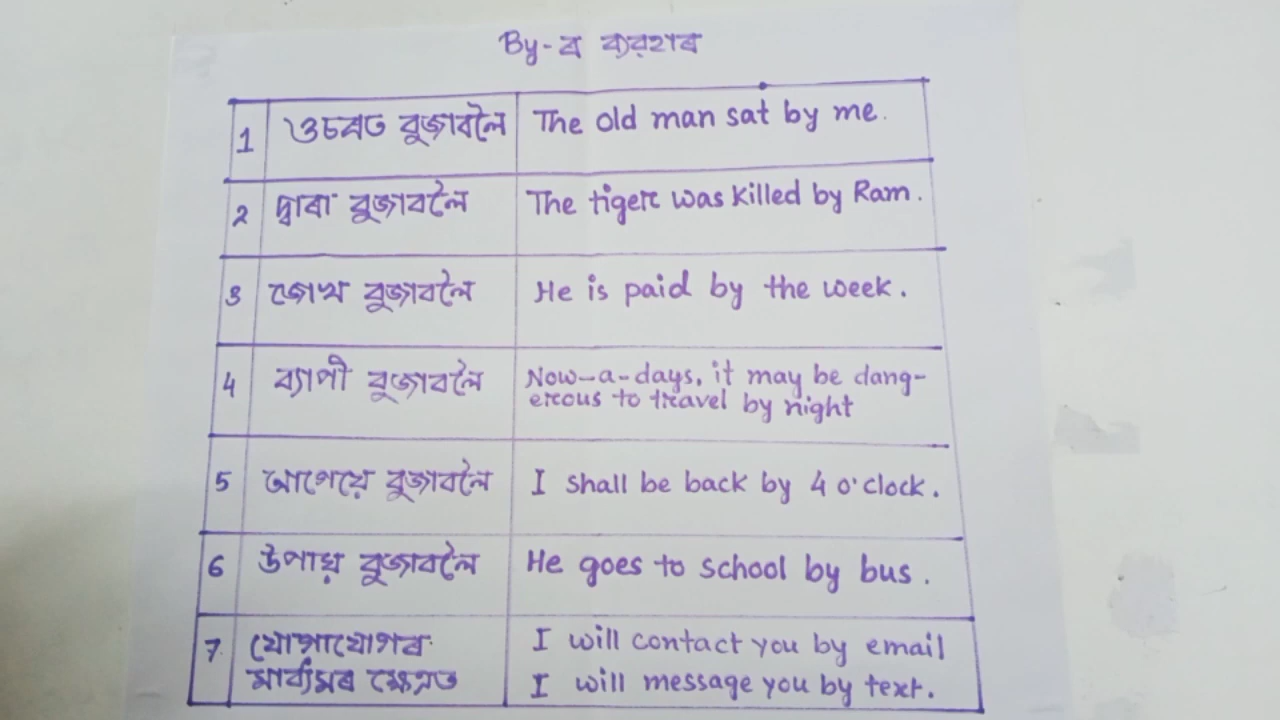 By-ৰ ব্যৱহাৰ
1 ওচৰত বুজাবলৈ The old man sat by me.
2 দ্বাৰা বুজাবলৈ The tiger was killed by Ram.
3 জোখ বুজাবলৈ He is paid by the week.
4 ব্যাপী বুজাবলৈ Now-a-days, it may be dang-
erous to travel by night
5 আগেয়ে বুজাবলৈ I shall be back by 4 o'clock.
6 উপায় বুজাবলৈ He goes to school by bus.
7. যোগাযোগৰ I will contact you by email
মাধ্যমৰ ক্ষেত্ৰত I will message you by text.